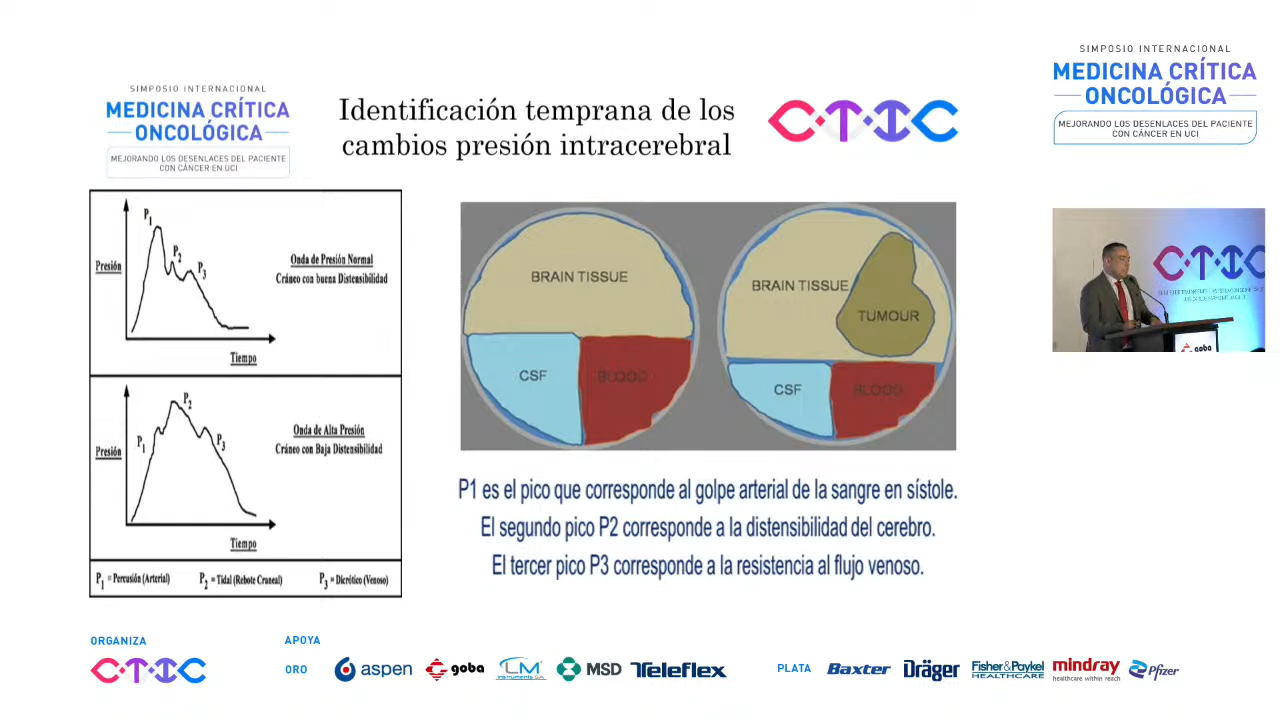 SIMPOSIO INTERNACIONAL
MEDICINA CRÍTICA
ONCOLÓGICA
MEJORANDO LOS DESENLACES DEL PACIENTE
CON CÁNCER EN UCI
Identificación temprana de los
cambios presión intracerebral
CTIC
SIMPOSIO INTERNACIONAL
MEDICINA CRÍTICA
ONCOLÓGICA
MEJORANDO LOS DESENLACES DEL PACIENTE
CON CÁNCER EN UCI
P1
P2
P3
Presión
Onda de Presión Normal
Cráneo con buena Distensibilidad
Tiempo
P1
P2
P3
Presión
Onda de Alta Presión
Cráneo con Baja Distensibilidad
Tiempo
P1 = Percusión (Arterial)
P2 = Tidal (Rebote Craneal)
P3 = Dicrótico (Venoso)
BRAIN TISSUE
CSF
BLOOD
BRAIN TISSUE
TUMOUR
CSF
BLOOD
P1 es el pico que corresponde al golpe arterial de la sangre en sístole.
El segundo pico P2 corresponde a la distensibilidad del cerebro.
El tercer pico P3 corresponde a la resistencia al flujo venoso.
CTIC
goba
ORGANIZA
CTIC
APOYA
ORO
aspen
goba
LM
Instruments S.A.
MSD
Teleflex
PLATA
Baxter
Dräger
Fisher&Paykel
HEALTHCARE
mindray
healthcare within reach
Pfizer